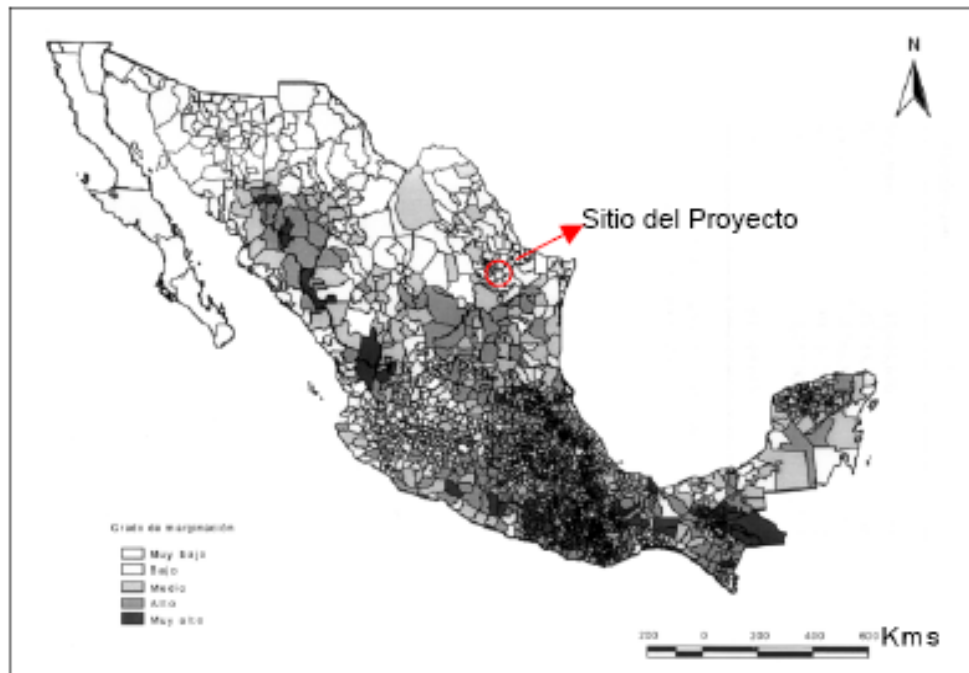 N
Sitio del Proyecto
Grado de marginación
Muy bajo
Bajo
Medio
Alto
Muy alto
200 0 200 400 600 Kms